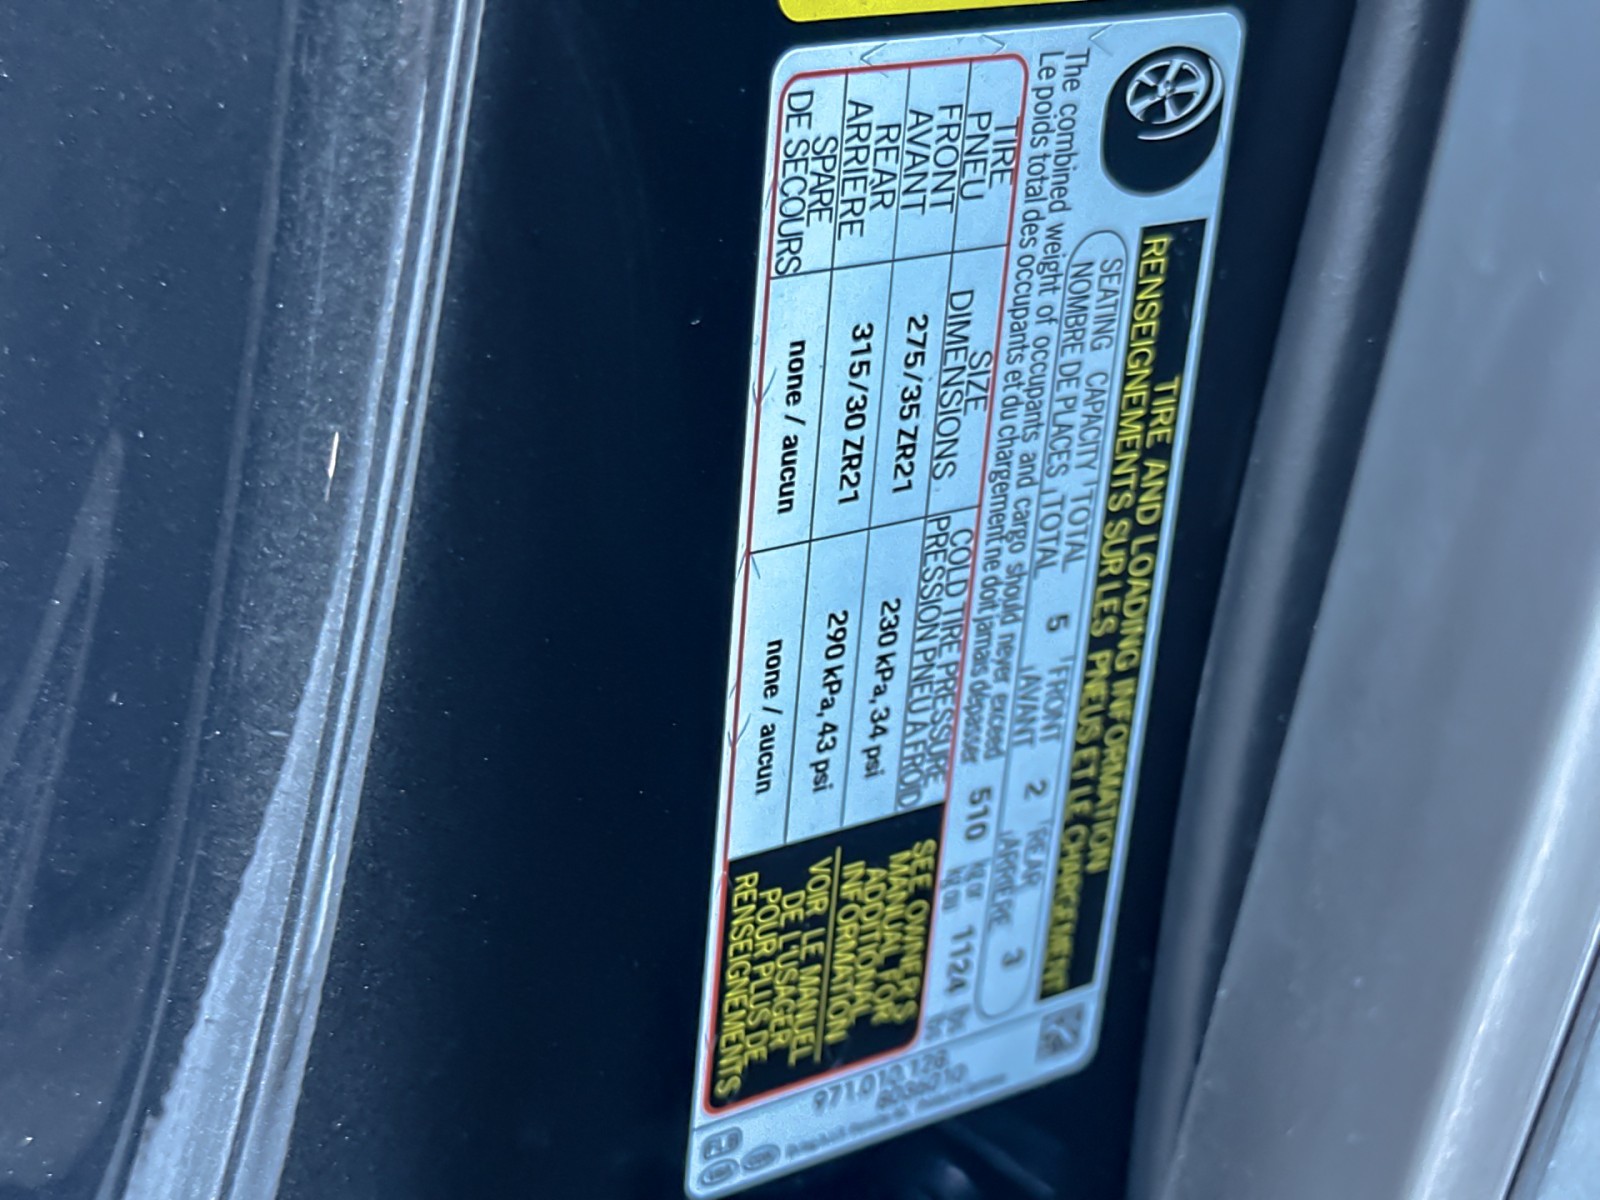 TIRE AND LOADING INFORMATION
RENSEIGNEMENTS SUR LES PNEUS ET LE CHARGEMENT
SEATING CAPACITY TOTAL 5 FRONT 2 REAR 3
NOMBRE DE PLACES TOTAL AVANT ARRIÈRE
The combined weight of occupants and cargo should never exceed 510 kg or 1124
Le poids total des occupants et du chargement ne doit jamais dépasser kg ou
TIRE SIZE COLD TIRE PRESSURE
PNEU DIMENSIONS PRESSION PNEU A FROID
FRONT 275/35 ZR21 230 kPa, 34 psi
AVANT
REAR 315/30 ZR21 290 kPa, 43 psi
ARRIERE
SPARE none / aucun none / aucun
DE SECOURS
SEE OWNER'S
MANUAL FOR
ADDITIONAL
INFORMATION
VOIR LE MANUEL
DE L'USAGER
POUR PLUS DE
RENSEIGNEMENTS
971.010.126